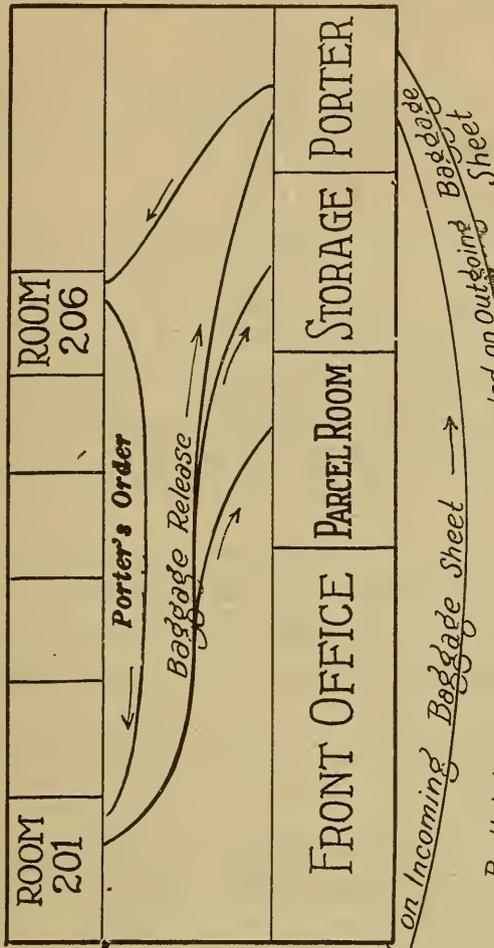 ROOM
201
ROOM
206
Porter's Order
Baggage Release
FRONT OFFICE
PARCEL ROOM
STORAGE
PORTER
on Incoming Baggage Sheet
on Outgoing Baggage
Sheet